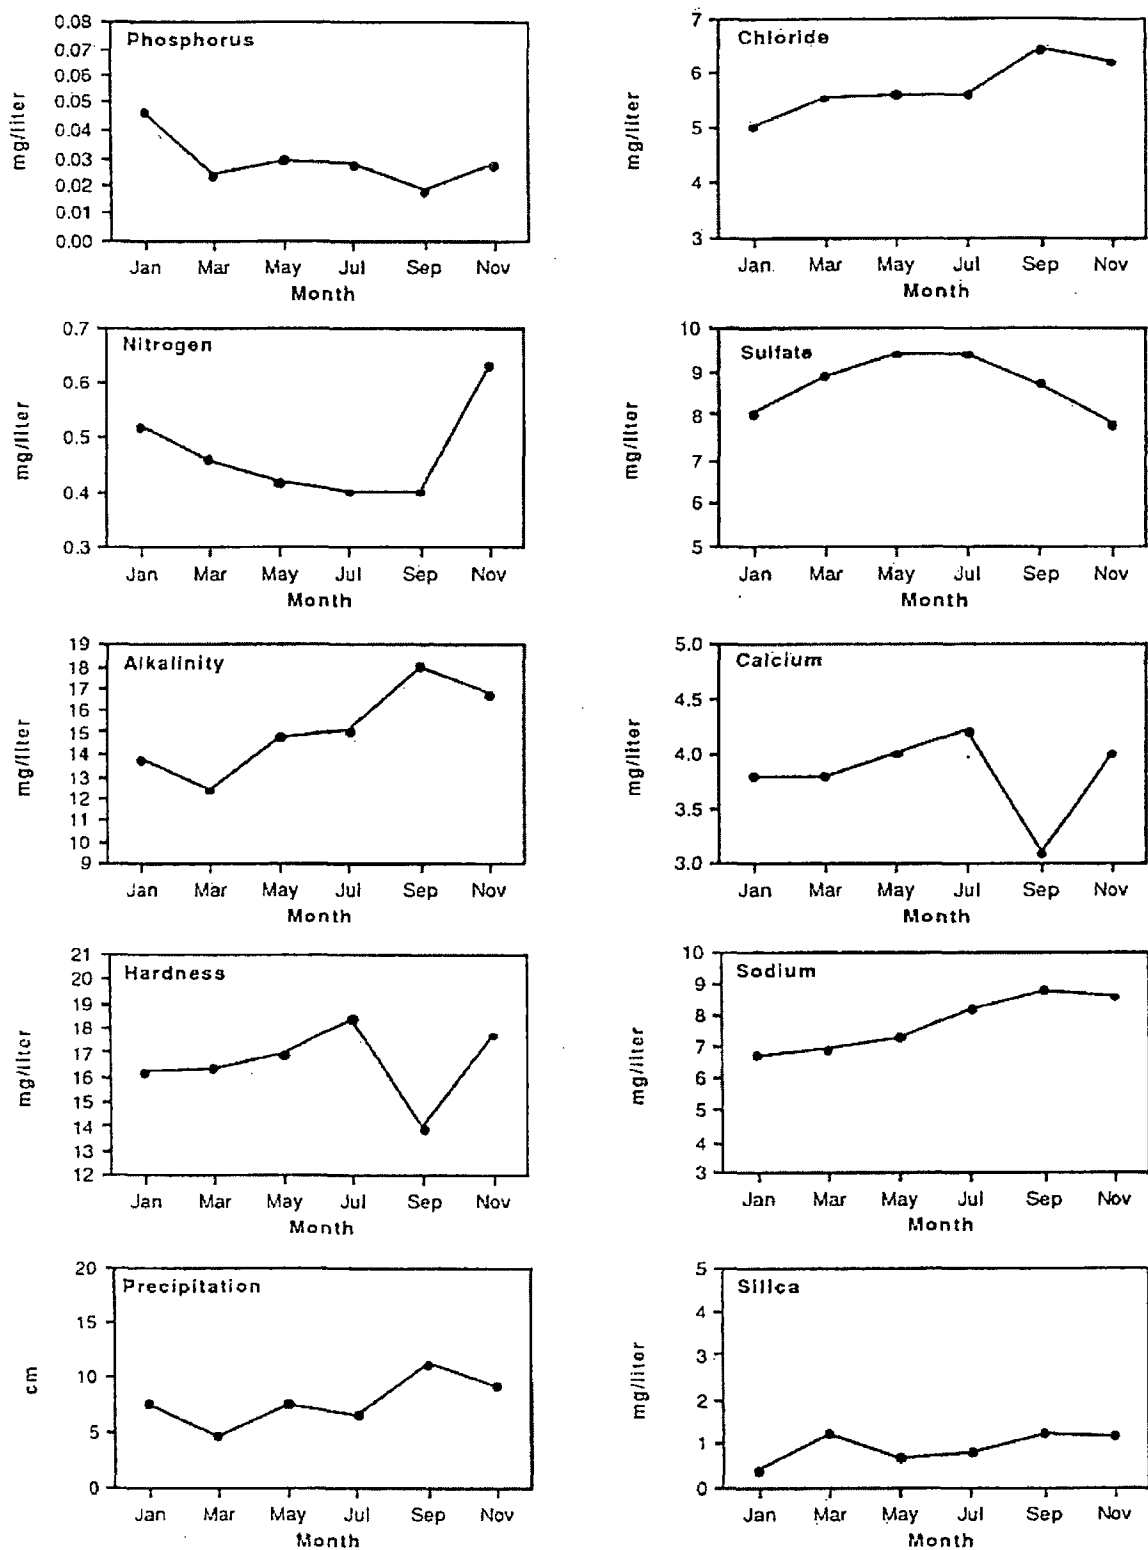 Phosphorus
mg/liter
0.08
0.07
0.06
0.05
0.04
0.03
0.02
0.01
0.00
Jan Mar May Jul Sep Nov
Month
Chloride
mg/liter
7
6
5
4
3
Jan Mar May Jul Sep Nov
Month
Nitrogen
mg/liter
0.7
0.6
0.5
0.4
0.3
Jan Mar May Jul Sep Nov
Month
Sulfate
mg/liter
10
9
8
7
6
5
Jan Mar May Jul Sep Nov
Month
Alkalinity
mg/liter
19
18
17
16
15
14
13
12
10
9
Jan Mar May Jul Sep Nov
Month
Calcium
mg/liter
5.0
4.5
4.0
3.5
3.0
Jan Mar May Jul Sep Nov
Month
Hardness
mg/liter
21
20
19
18
17
16
14
13
12
Jan Mar May Jul Sep Nov
Month
Sodium
mg/liter
10
9
8
7
6
5
4
3
Jan Mar May Jul Sep Nov
Month
Precipitation
cm
20
15
10
5
0
Jan Mar May Jul Sep Nov
Month
Silica
mg/liter
5
4
3
2
1
0
Jan Mar May Jul Sep Nov
Month